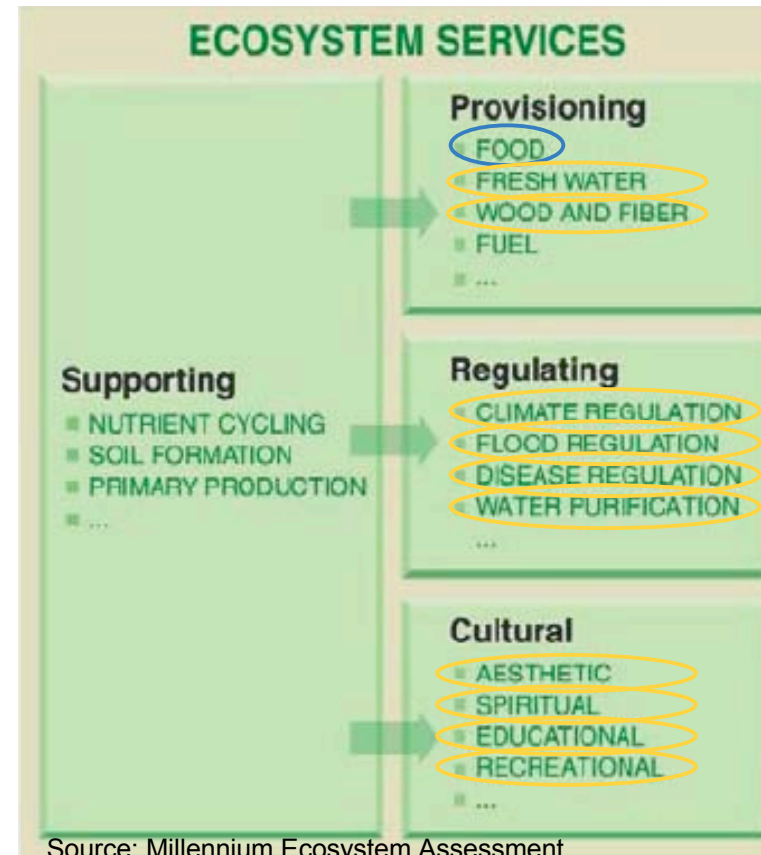 ECOSYSTEM SERVICES
Supporting
NUTRIENT CYCLING
SOIL FORMATION
PRIMARY PRODUCTION
...
Provisioning
FOOD
FRESH WATER
WOOD AND FIBER
FUEL
...
Regulating
CLIMATE REGULATION
FLOOD REGULATION
DISEASE REGULATION
WATER PURIFICATION
...
Cultural
AESTHETIC
SPIRITUAL
EDUCATIONAL
RECREATIONAL
...
Source: Millennium Ecosystem Assessment